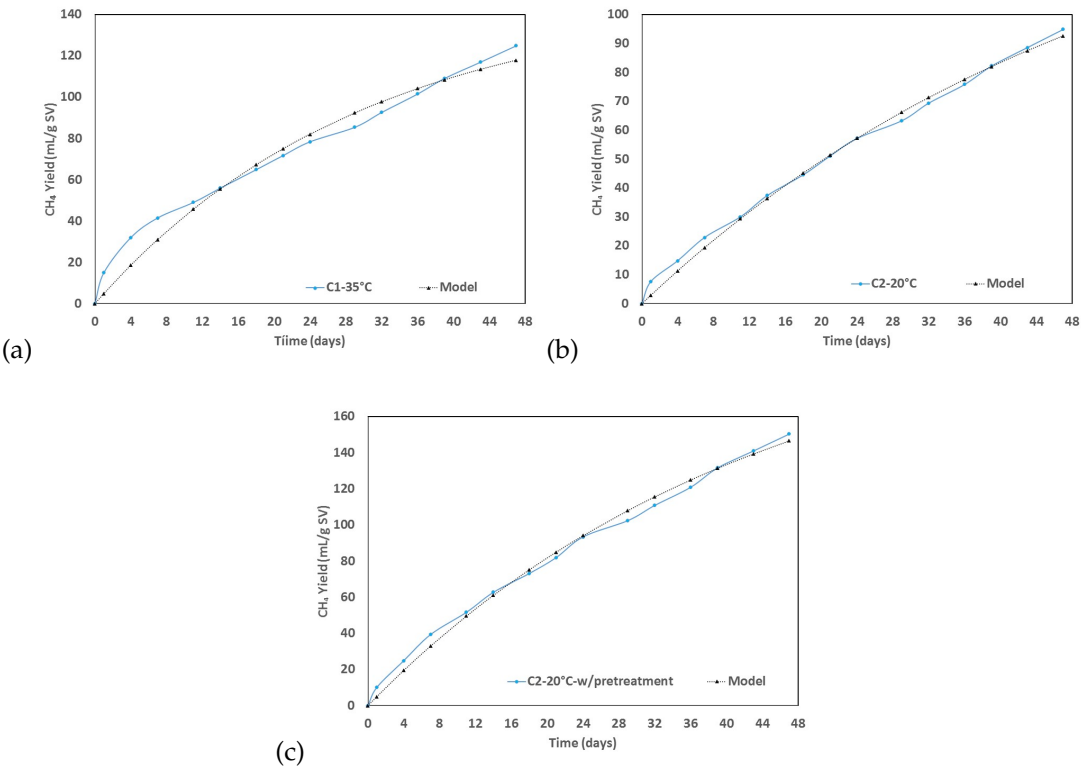 140
120
100
80
60
40
20
0
CH₄ Yield (mL/g SV)
C1-35°C
Model
0 4 8 12 16 20 24 28 32 36 40 44 48
Tíime (days)
(a)
100
90
80
70
60
50
40
30
20
10
0
CH₄ Yield (mL/g SV)
C2-20°C
Model
0 4 8 12 16 20 24 28 32 36 40 44 48
Time (days)
(b)
160
140
120
100
80
60
40
20
0
CH₄ Yield (mL/g SV)
C2-20°C-w/pretreatment
Model
0 4 8 12 16 20 24 28 32 36 40 44 48
Time (days)
(c)